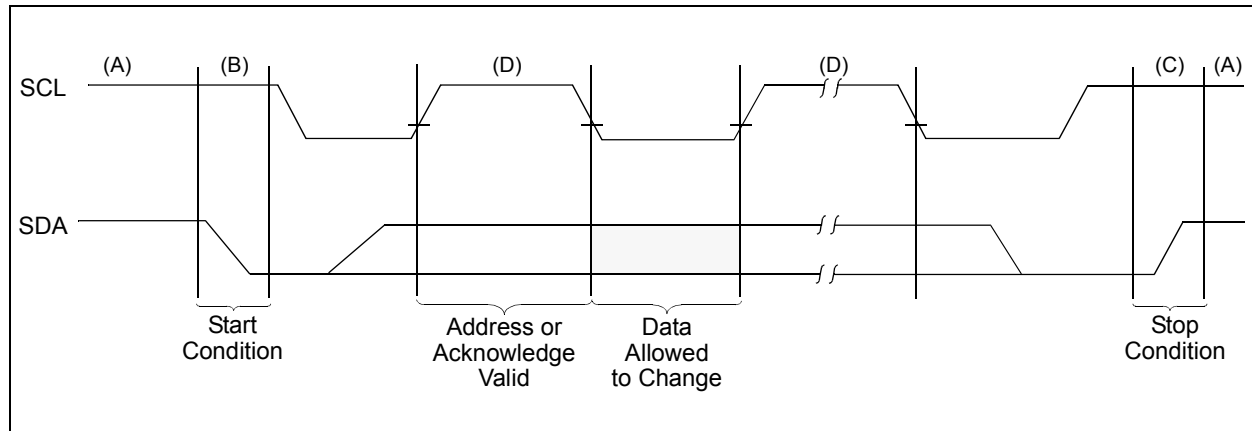 (A) (B) (D) (D) (C) (A)
SCL
SDA
Start
Condition
Address or
Acknowledge
Valid
Data
Allowed
to Change
Stop
Condition